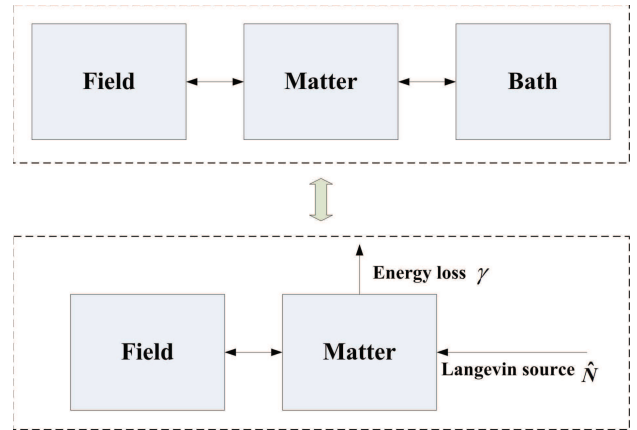 Field Matter Bath
Energy loss γ
Field Matter
Langevin source N̂